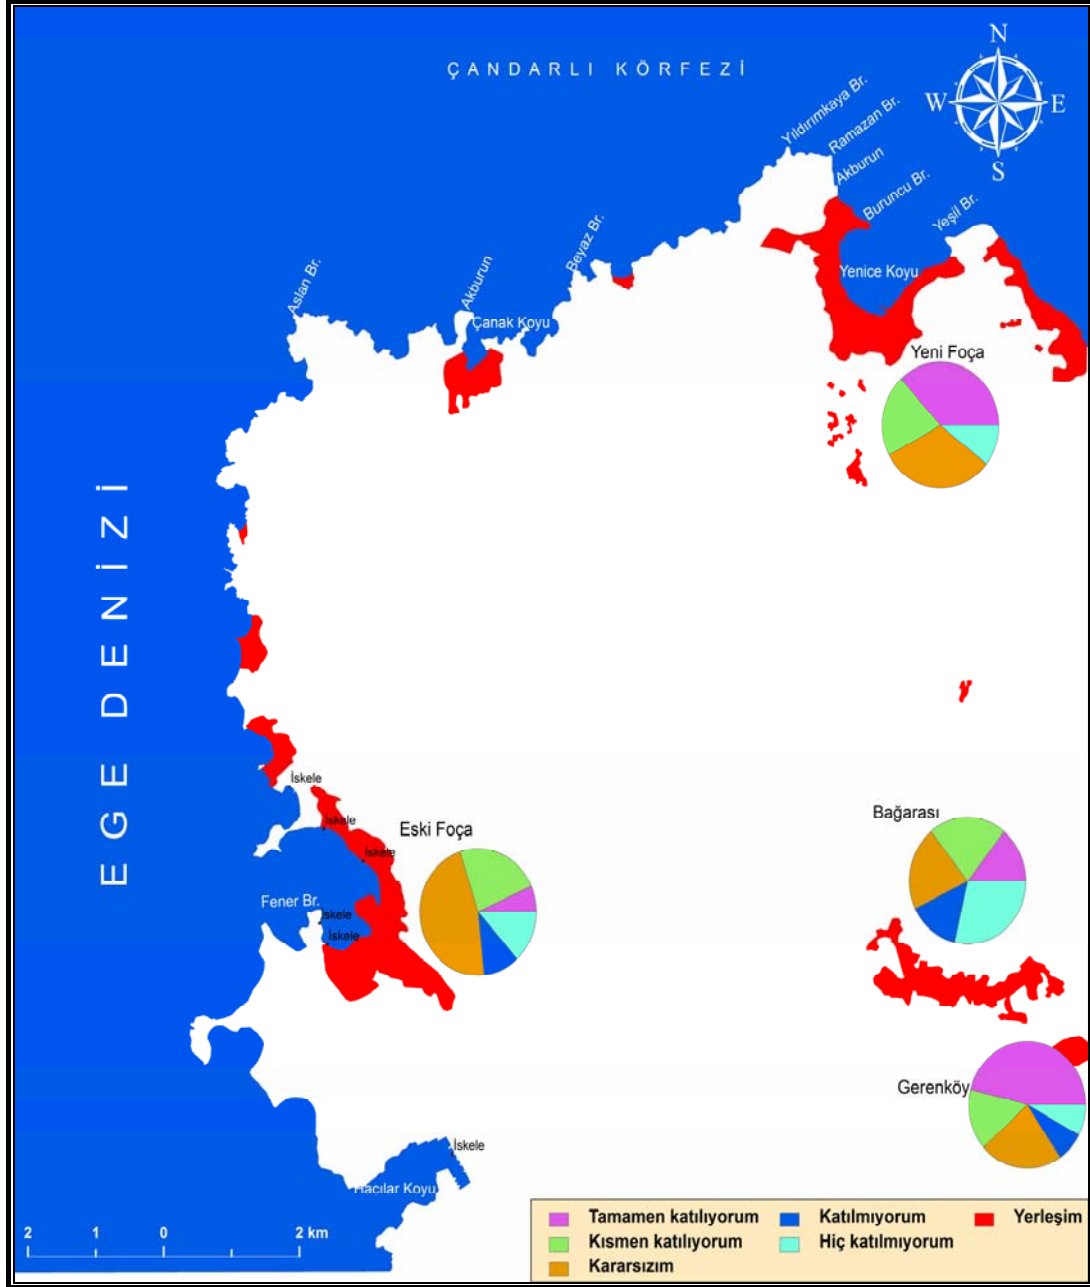 ÇANDARLI KÖRFEZİ
N
W E
S
Yıldırımkaya Br.
Ramazan Br.
Akburun
Buruncu Br.
Yeşil Br.
Beyaz Br.
Akburun
Aslan Br.
Yenice Koyu
Çanak Koyu
Yeni Foça
EGE DENİZİ
İskele
İskele
İskele
Eski Foça
Bağarası
Fener Br.
İskele
İskele
Gerenköy
İskele
Hacılar Koyu
2 1 0 2 km
Tamamen katılıyorum Katılmıyorum Yerleşim
Kısmen katılıyorum Hiç katılmıyorum
Kararsızım